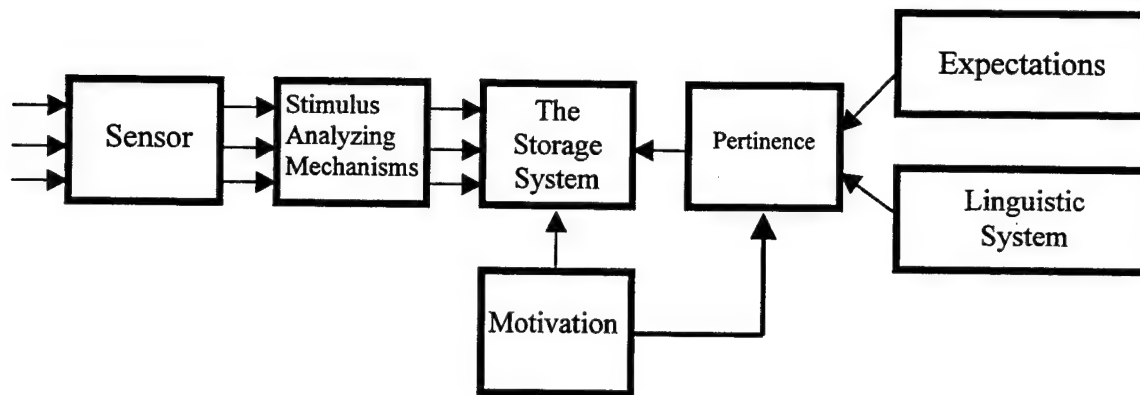 Sensor
Stimulus
Analyzing
Mechanisms
The
Storage
System
Pertinence
Expectations
Linguistic
System
Motivation